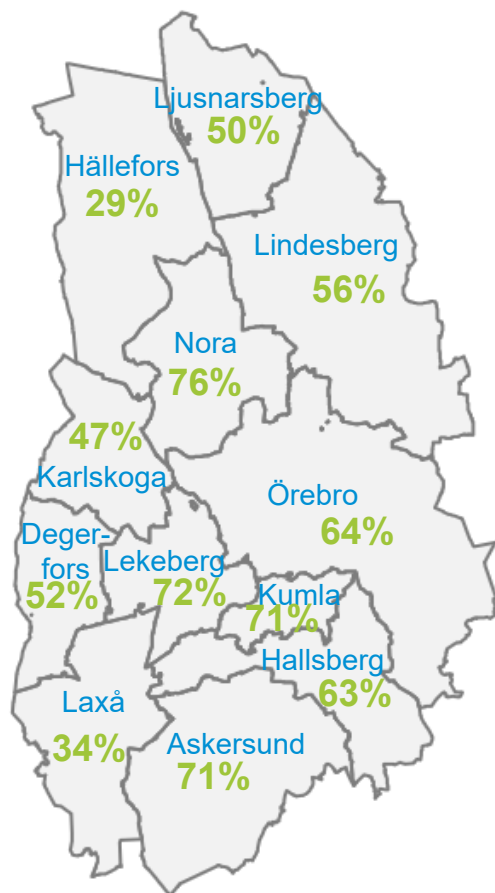 Ljusnarsberg
50%
Hällefors
29%
Lindesberg
56%
Nora
76%
47%
Karlskoga
Örebro
64%
Deger-
fors
52%
Lekeberg
72%
Kumla
71%
Hallsberg
63%
Laxå
34%
Askersund
71%